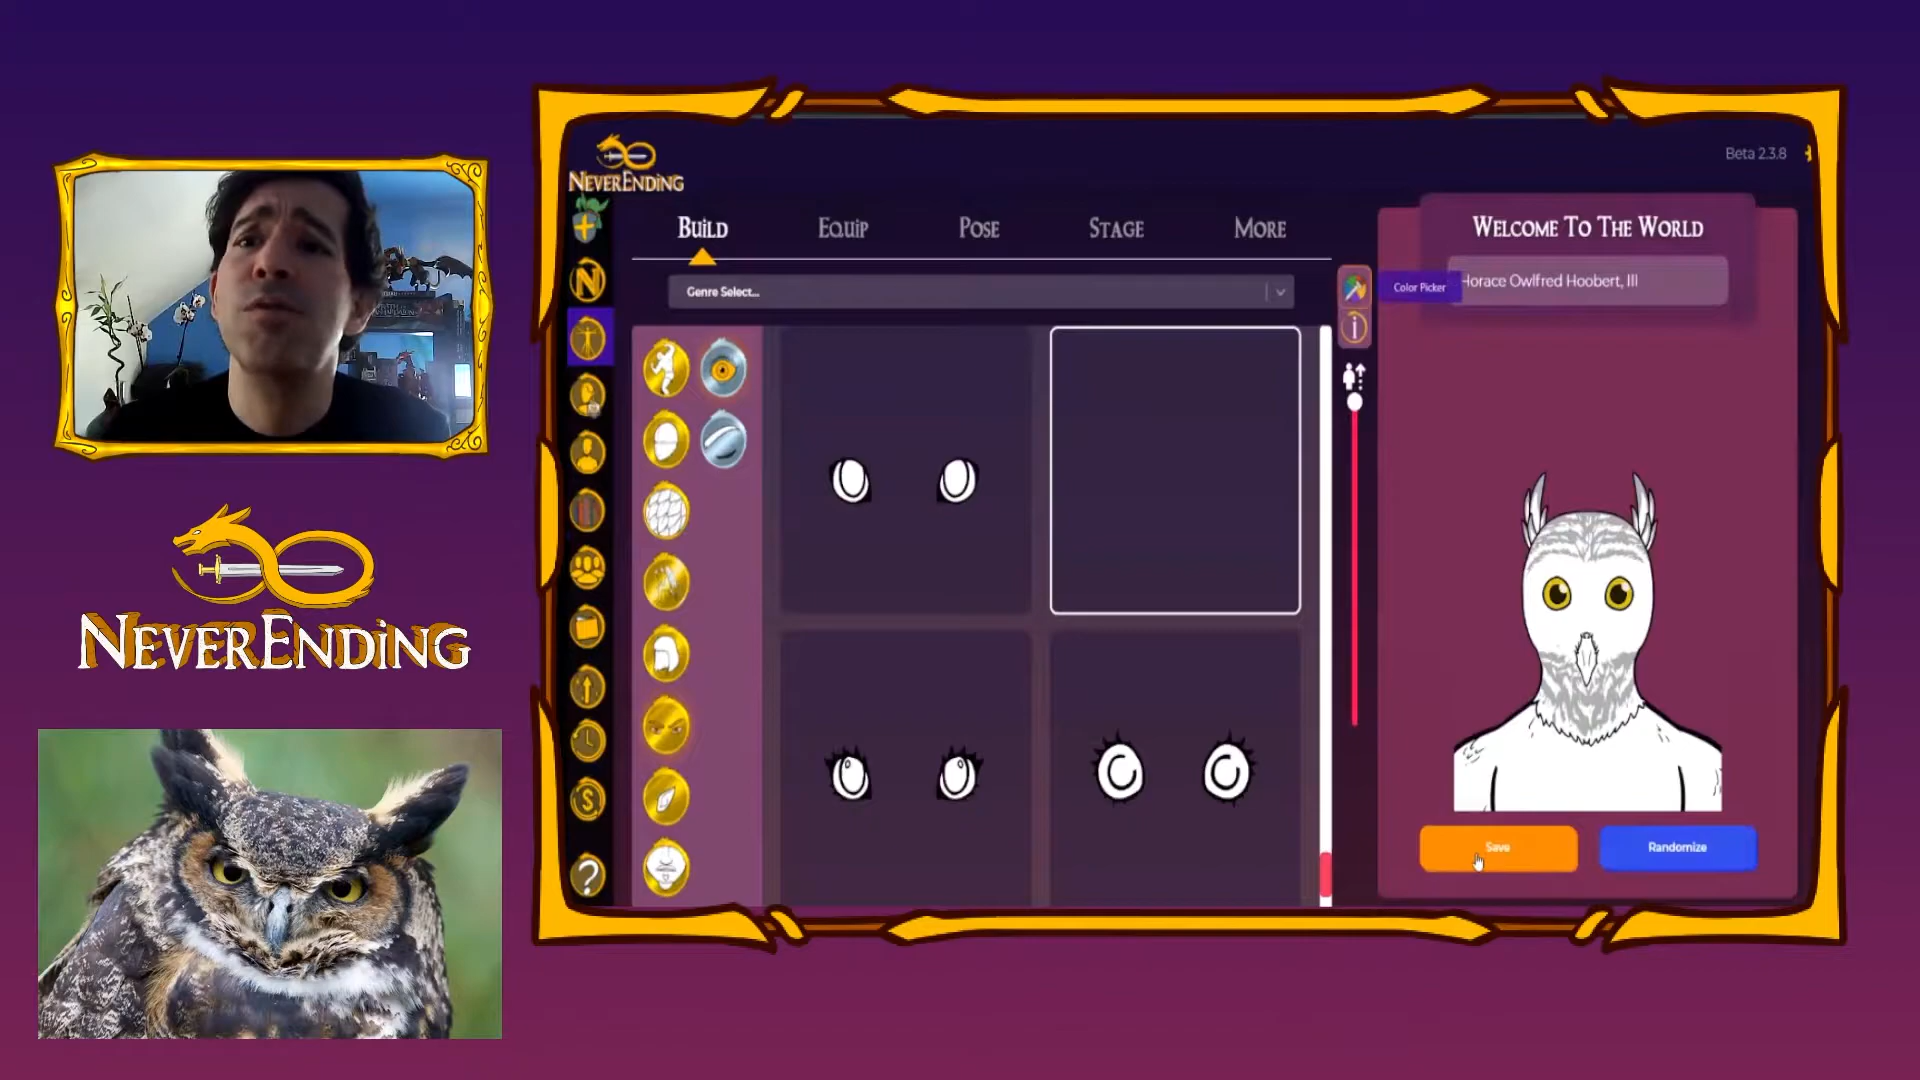 NEVERENDING
Beta 2.3.8
BUILD
EQUIP
POSE
STAGE
MORE
Genre Select...
Color Picker
WELCOME TO THE WORLD
Horace Owlfred Hoobert, III
Save
Randomize
NEVERENDING